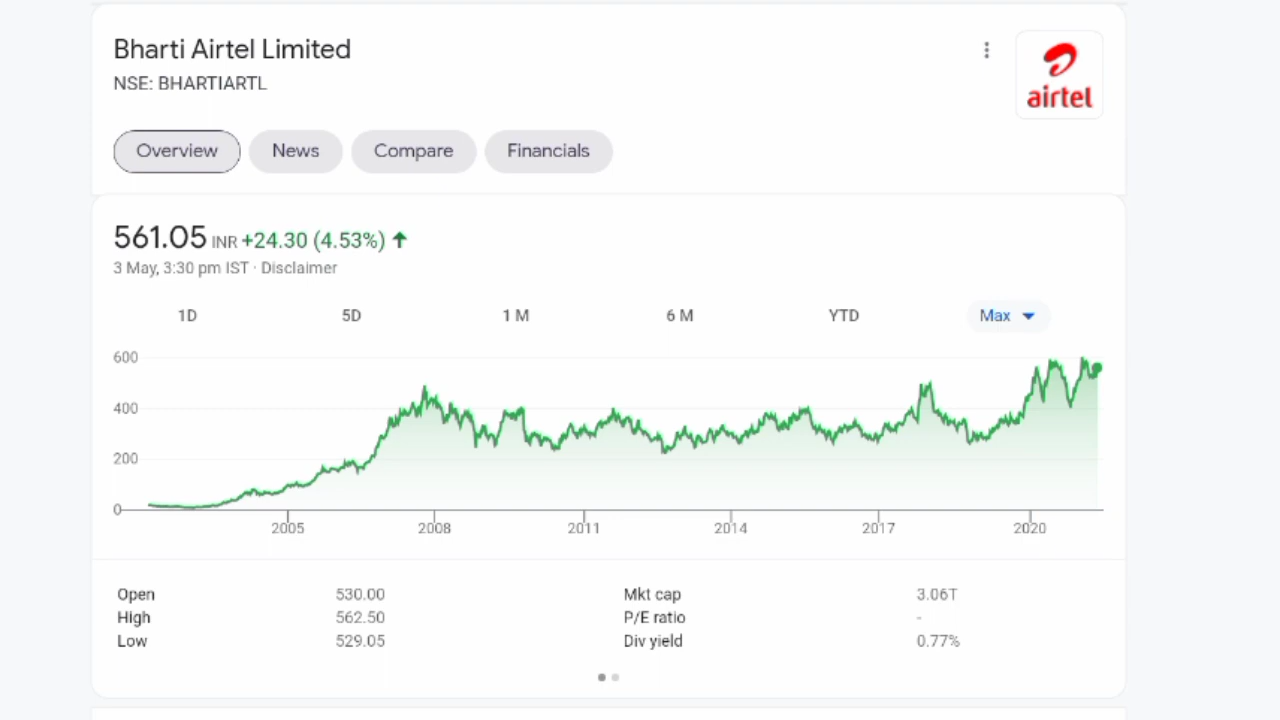 Bharti Airtel Limited
NSE: BHARTIARTL
airtel
Overview News Compare Financials
561.05 INR +24.30 (4.53%)
3 May, 3:30 pm IST · Disclaimer
1D 5D 1 M 6 M YTD Max
600
400
200
0
2005 2008 2011 2014 2017 2020
Open 530.00 Mkt cap 3.06T
High 562.50 P/E ratio -
Low 529.05 Div yield 0.77%